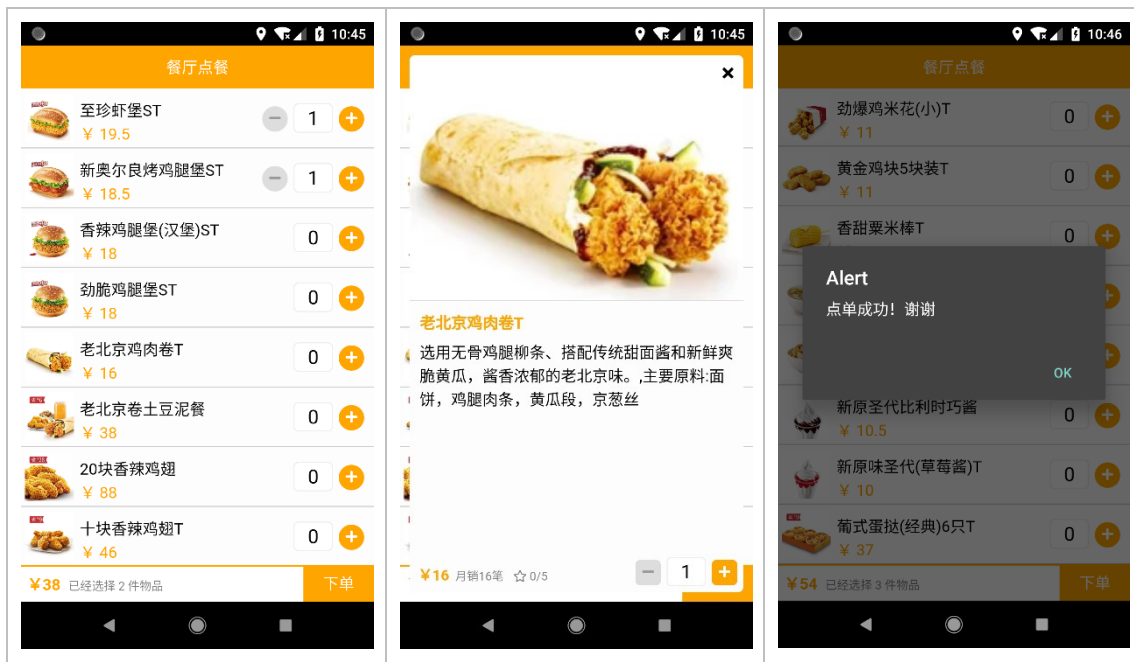 10:45
餐厅点餐
至珍虾堡ST
¥ 19.5
1
新奥尔良烤鸡腿堡ST
¥ 18.5
1
香辣鸡腿堡(汉堡)ST
¥ 18
0
劲脆鸡腿堡ST
¥ 18
0
老北京鸡肉卷T
¥ 16
0
老北京卷土豆泥餐
¥ 38
0
20块香辣鸡翅
¥ 88
0
十块香辣鸡翅T
¥ 46
0
¥38 已经选择 2 件物品
下单
10:45
老北京鸡肉卷T
选用无骨鸡腿柳条、搭配传统甜面酱和新鲜爽
脆黄瓜，酱香浓郁的老北京味。,主要原料:面
饼，鸡腿肉条，黄瓜段，京葱丝
¥16 月销16笔 0/5
1
10:46
餐厅点餐
劲爆鸡米花(小)T
¥ 11
0
黄金鸡块5块装T
¥ 11
0
香甜粟米棒T
0
Alert
点单成功！谢谢
OK
新原圣代比利时巧酱
¥ 10.5
0
新原味圣代(草莓酱)T
¥ 10
0
葡式蛋挞(经典)6只T
¥ 37
0
¥54 已经选择 3 件物品
下单